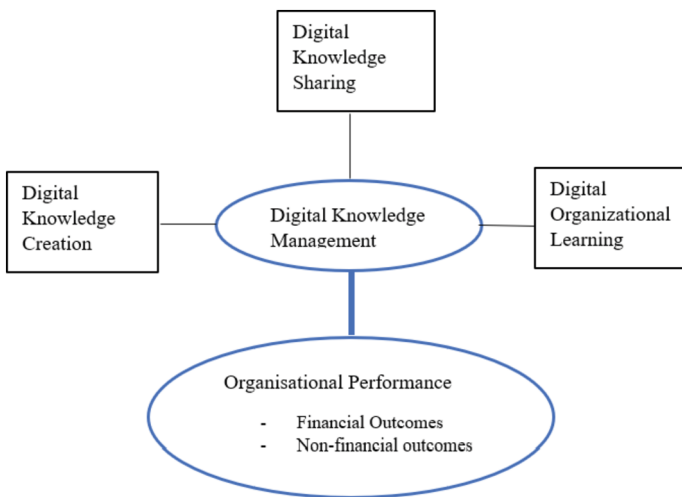 Digital
Knowledge
Sharing
Digital
Knowledge
Creation
Digital Knowledge
Management
Digital
Organizational
Learning
Organisational Performance
- Financial Outcomes
- Non-financial outcomes